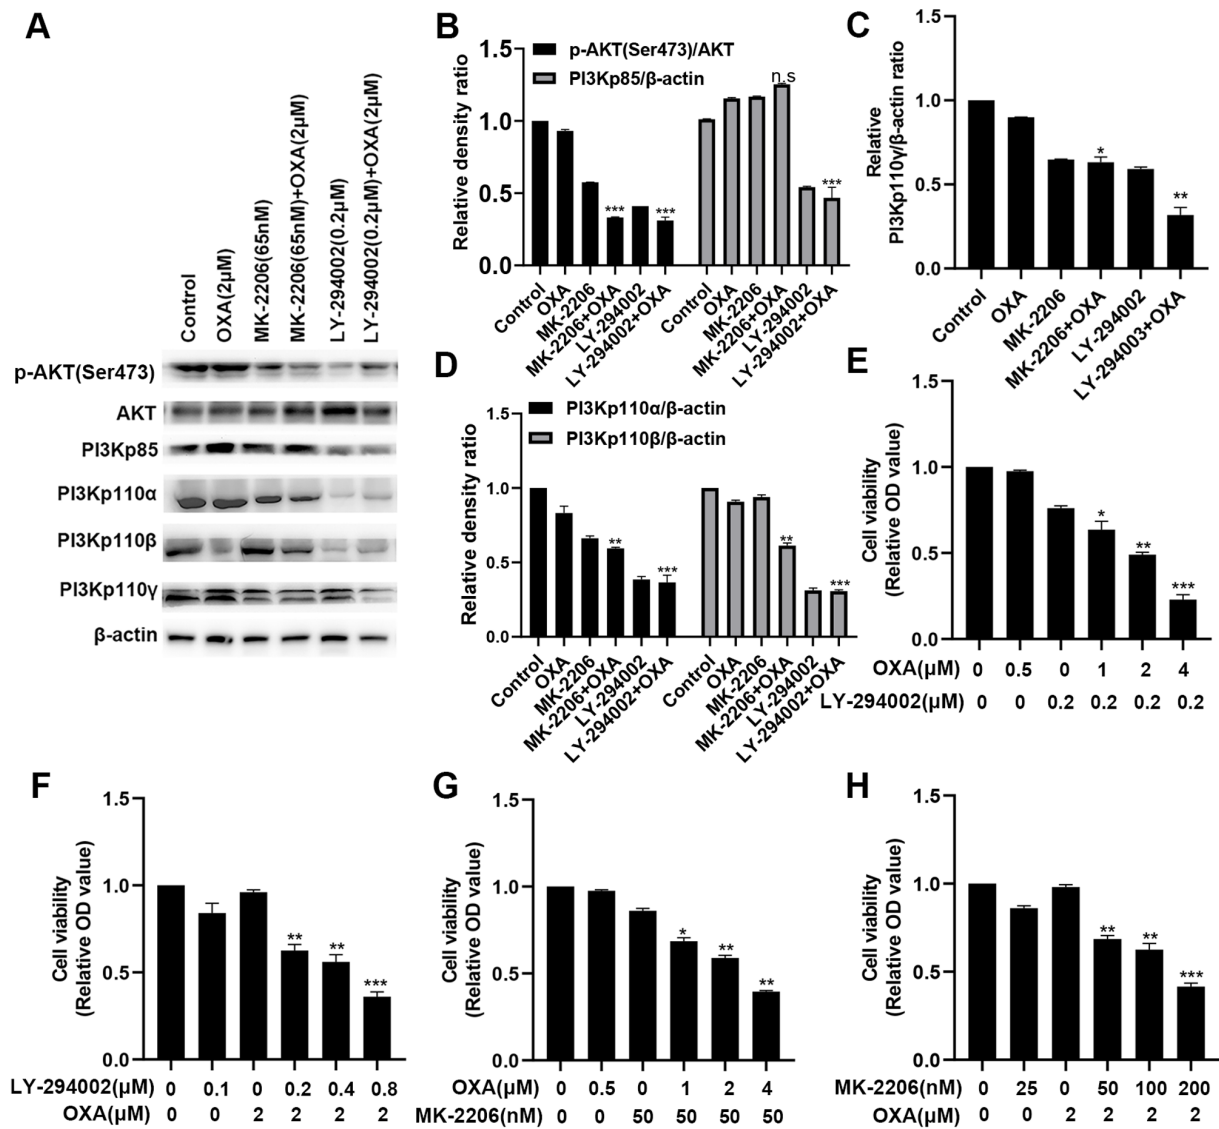 A
Control
OXA(2μM)
MK-2206(65nM)
MK-2206(65nM)+OXA(2μM)
LY-294002(0.2μM)
LY-294002(0.2μM)+OXA(2μM)
p-AKT(Ser473)
AKT
PI3Kp85
PI3Kp110α
PI3Kp110β
PI3Kp110γ
β-actin
B
p-AKT(Ser473)/AKT
PI3Kp85/β-actin
Relative density ratio
1.5
1.0
0.5
0.0
***
***
n.s
***
Control
OXA
MK-2206
MK-2206+OXA
LY-294002
LY-294002+OXA
Control
OXA
MK-2206
MK-2206+OXA
LY-294002
LY-294002+OXA
C
Relative
PI3Kp110γ/β-actin ratio
1.5
1.0
0.5
0.0
*
**
Control
OXA
MK-2206
MK-2206+OXA
LY-294002
LY-294003+OXA
D
PI3Kp110α/β-actin
PI3Kp110β/β-actin
Relative density ratio
1.5
1.0
0.5
0.0
**
***
**
***
Control
OXA
MK-2206
MK-2206+OXA
LY-294002
LY-294002+OXA
Control
OXA
MK-2206
MK-2206+OXA
LY-294002
LY-294002+OXA
E
Cell viability
(Relative OD value)
1.5
1.0
0.5
0.0
*
**
***
OXA(μM) 0 0.5 0 1 2 4
LY-294002(μM) 0 0 0.2 0.2 0.2 0.2
F
Cell viability
(Relative OD value)
1.5
1.0
0.5
0.0
**
**
***
LY-294002(μM) 0 0.1 0 0.2 0.4 0.8
OXA(μM) 0 0 2 2 2 2
G
Cell viability
(Relative OD value)
1.5
1.0
0.5
0.0
*
**
**
OXA(μM) 0 0.5 0 1 2 4
MK-2206(nM) 0 0 50 50 50 50
H
Cell viability
(Relative OD value)
1.5
1.0
0.5
0.0
**
**
***
MK-2206(nM) 0 25 0 50 100 200
OXA(μM) 0 0 2 2 2 2